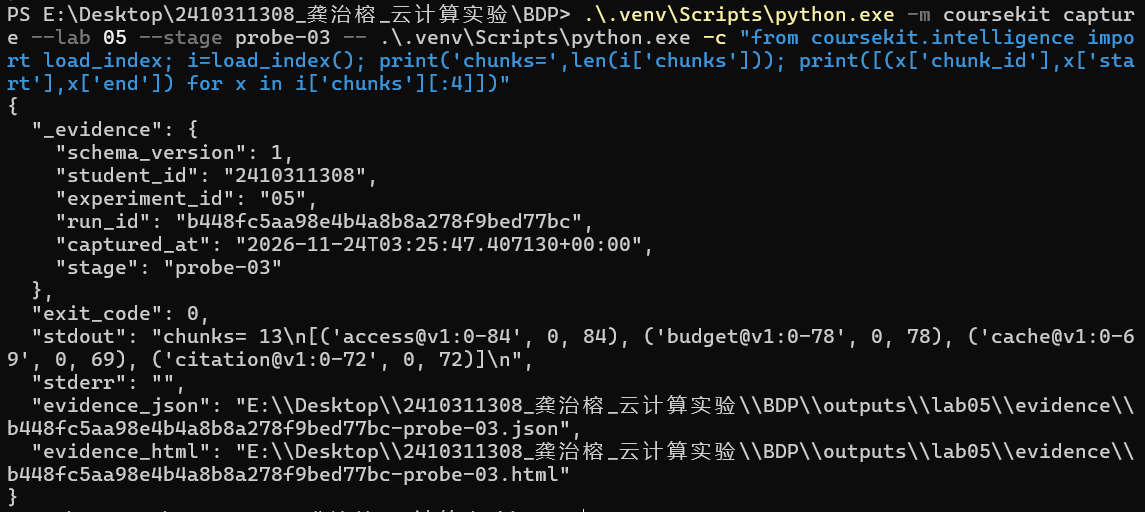 PS E:\Desktop\2410311308_龚治榕_云计算实验\BDP> .\.venv\Scripts\python.exe -m coursekit captur
e --lab 05 --stage probe-03 -- .\.venv\Scripts\python.exe -c "from coursekit.intelligence impo
rt load_index; i=load_index(); print('chunks=',len(i['chunks'])); print([(x['chunk_id'],x['sta
rt'],x['end']) for x in i['chunks'][:4]])"
{
  "_evidence": {
    "schema_version": 1,
    "student_id": "2410311308",
    "experiment_id": "05",
    "run_id": "b448fc5aa98e4b4a8b8a278f9bed77bc",
    "captured_at": "2026-11-24T03:25:47.407130+00:00",
    "stage": "probe-03"
  },
  "exit_code": 0,
  "stdout": "chunks= 13\n[('access@v1:0-84', 0, 84), ('budget@v1:0-78', 0, 78), ('cache@v1:0-6
9', 0, 69), ('citation@v1:0-72', 0, 72)]\n",
  "stderr": "",
  "evidence_json": "E:\\Desktop\\2410311308_龚治榕_云计算实验\\BDP\\outputs\\lab05\\evidence\\
b448fc5aa98e4b4a8b8a278f9bed77bc-probe-03.json",
  "evidence_html": "E:\\Desktop\\2410311308_龚治榕_云计算实验\\BDP\\outputs\\lab05\\evidence\\
b448fc5aa98e4b4a8b8a278f9bed77bc-probe-03.html"
}